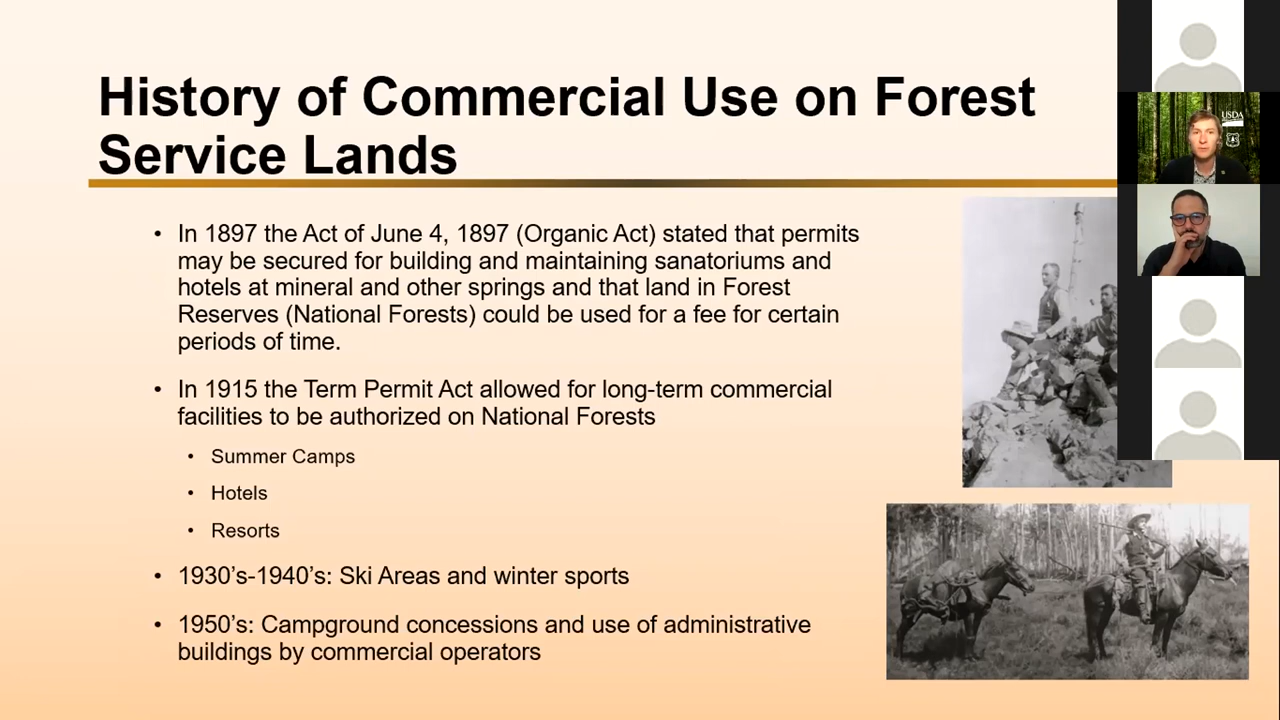 History of Commercial Use on Forest
Service Lands
• In 1897 the Act of June 4, 1897 (Organic Act) stated that permits
may be secured for building and maintaining sanatoriums and
hotels at mineral and other springs and that land in Forest
Reserves (National Forests) could be used for a fee for certain
periods of time.
• In 1915 the Term Permit Act allowed for long-term commercial
facilities to be authorized on National Forests
• Summer Camps
• Hotels
• Resorts
• 1930’s-1940’s: Ski Areas and winter sports
• 1950’s: Campground concessions and use of administrative
buildings by commercial operators
USDA